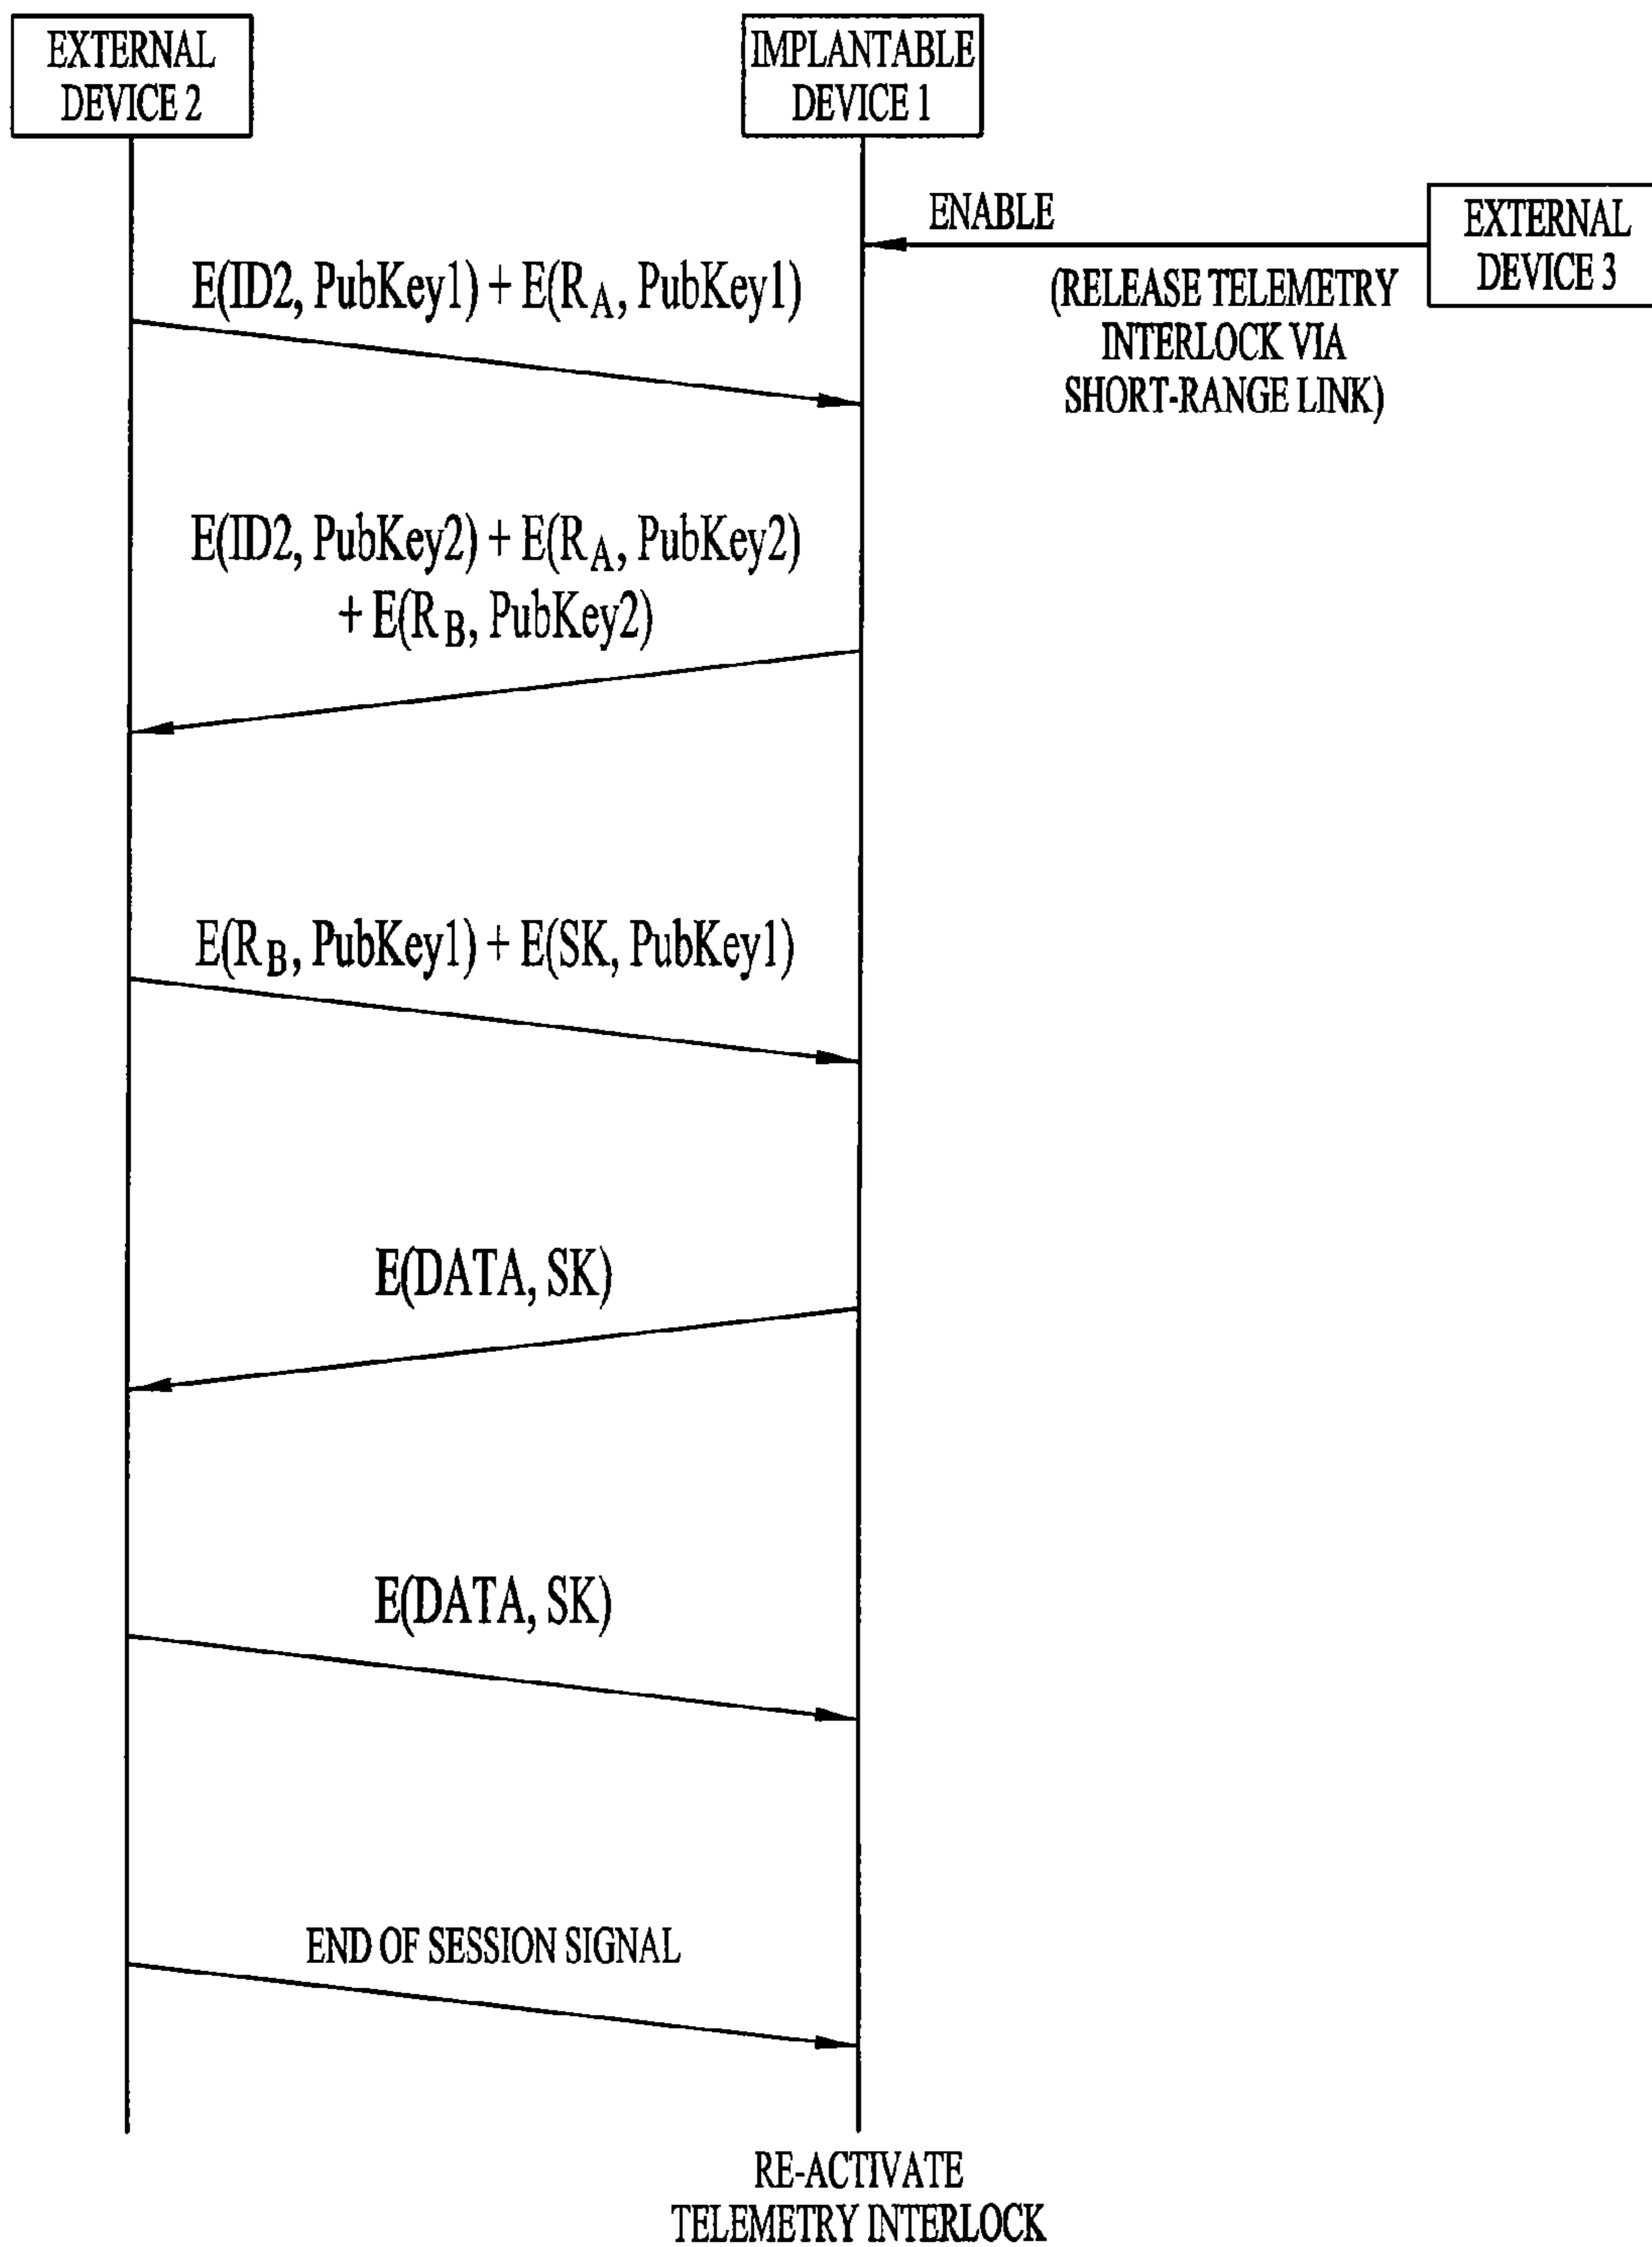 EXTERNAL
DEVICE 2
IMPLANTABLE
DEVICE 1
ENABLE
EXTERNAL
DEVICE 3
(RELEASE TELEMETRY
INTERLOCK VIA
SHORT-RANGE LINK)
E(ID2, PubKey1) + E(RA, PubKey1)
E(ID2, PubKey2) + E(RA, PubKey2)
+ E(RB, PubKey2)
E(RB, PubKey1) + E(SK, PubKey1)
E(DATA, SK)
E(DATA, SK)
END OF SESSION SIGNAL
RE-ACTIVATE
TELEMETRY INTERLOCK